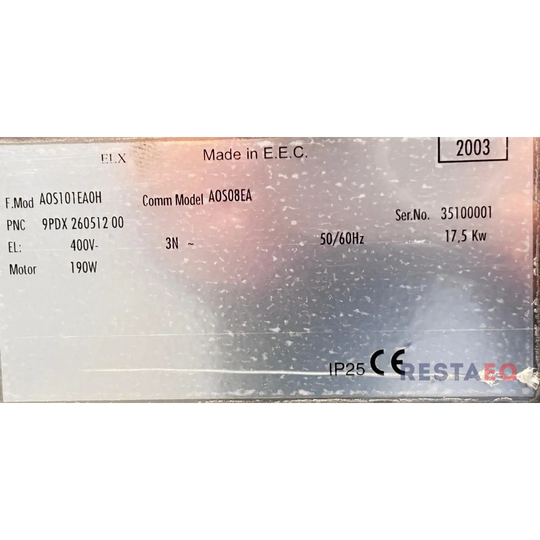 2003
ELX Made in E.E.C.
F.Mod AOS101EA0H Comm Model AOS08EA
PNC 9PDX 260512 00 Ser.No. 35100001
EL: 400V- 3N ~ 50/60Hz 17,5 Kw
Motor 190W
IP25 CE RESTAEQ